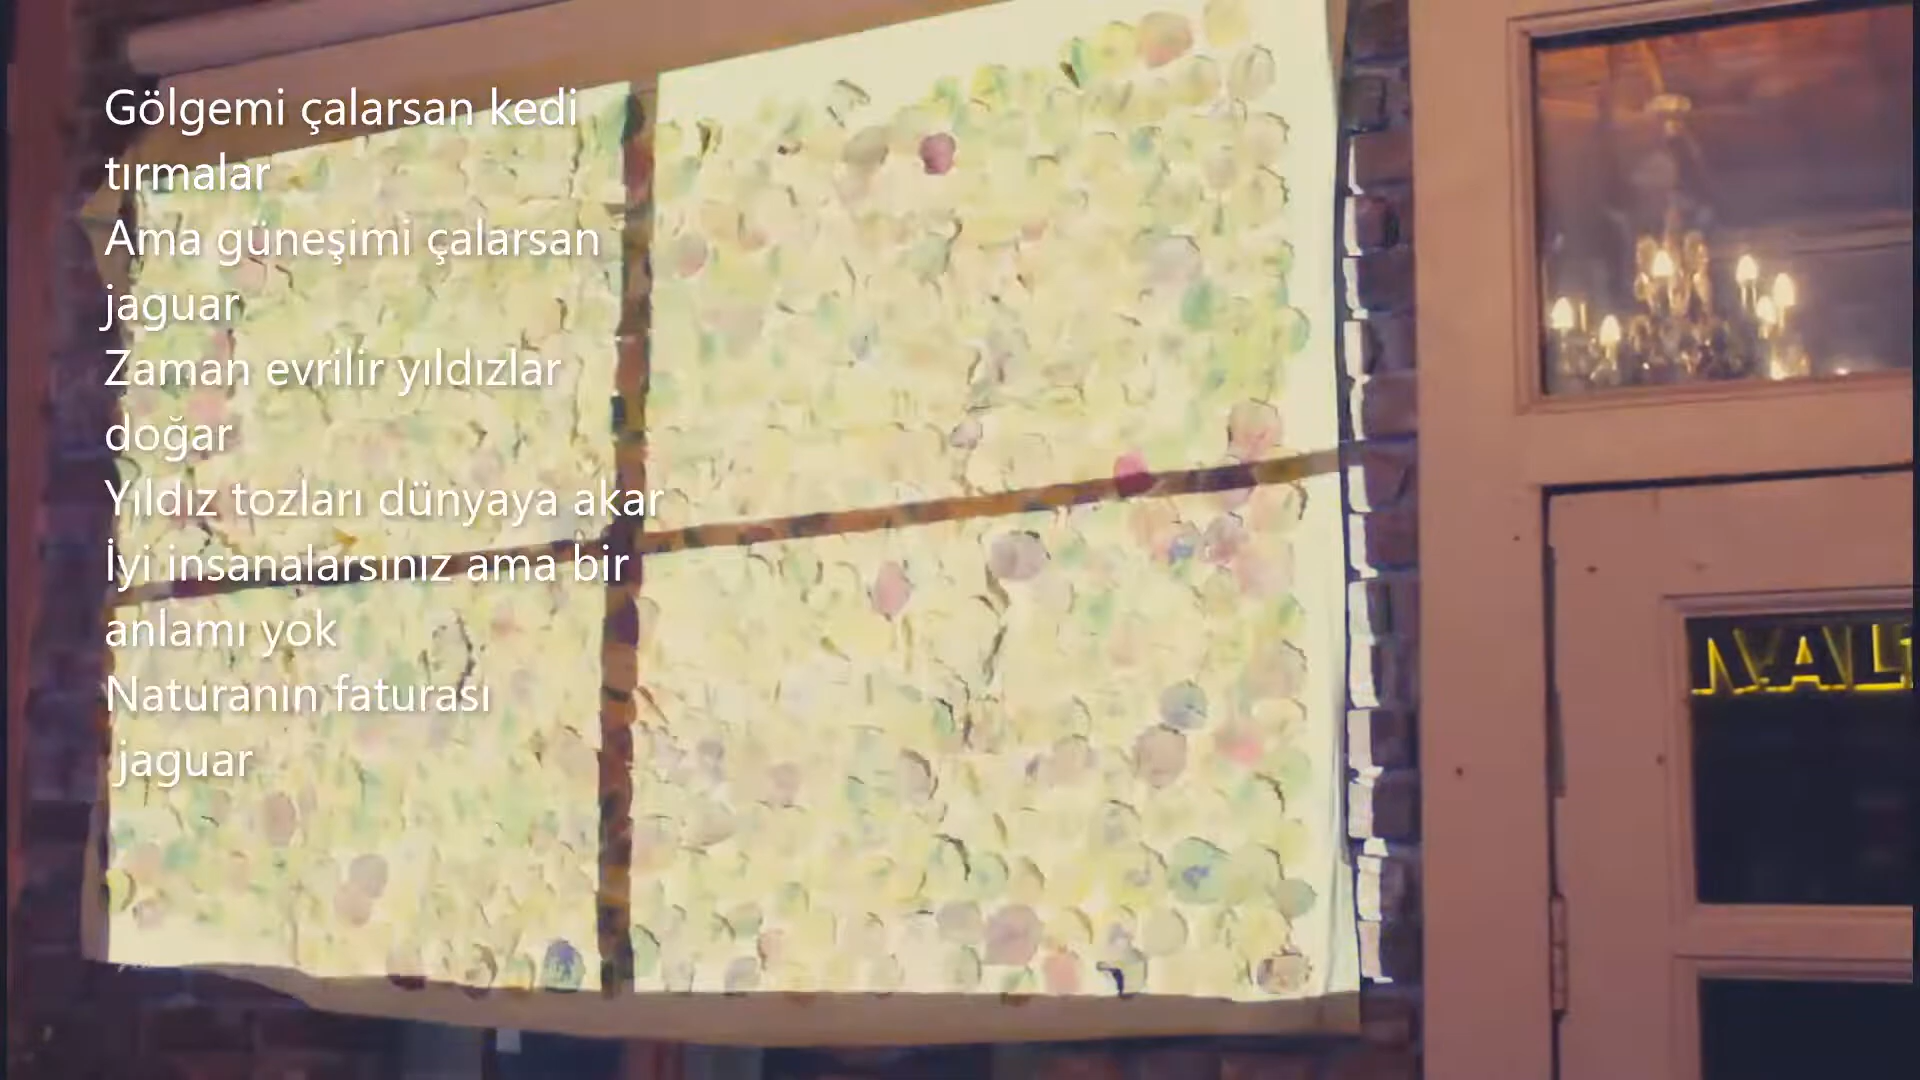 Gölgemi çalarsan kedi
tırmalar
Ama güneşimi çalarsan
jaguar
Zaman evrilir yıldızlar
doğar
Yıldız tozları dünyaya akar
İyi insanalarsınız ama bir
anlamı yok
Naturanın faturası
jaguar